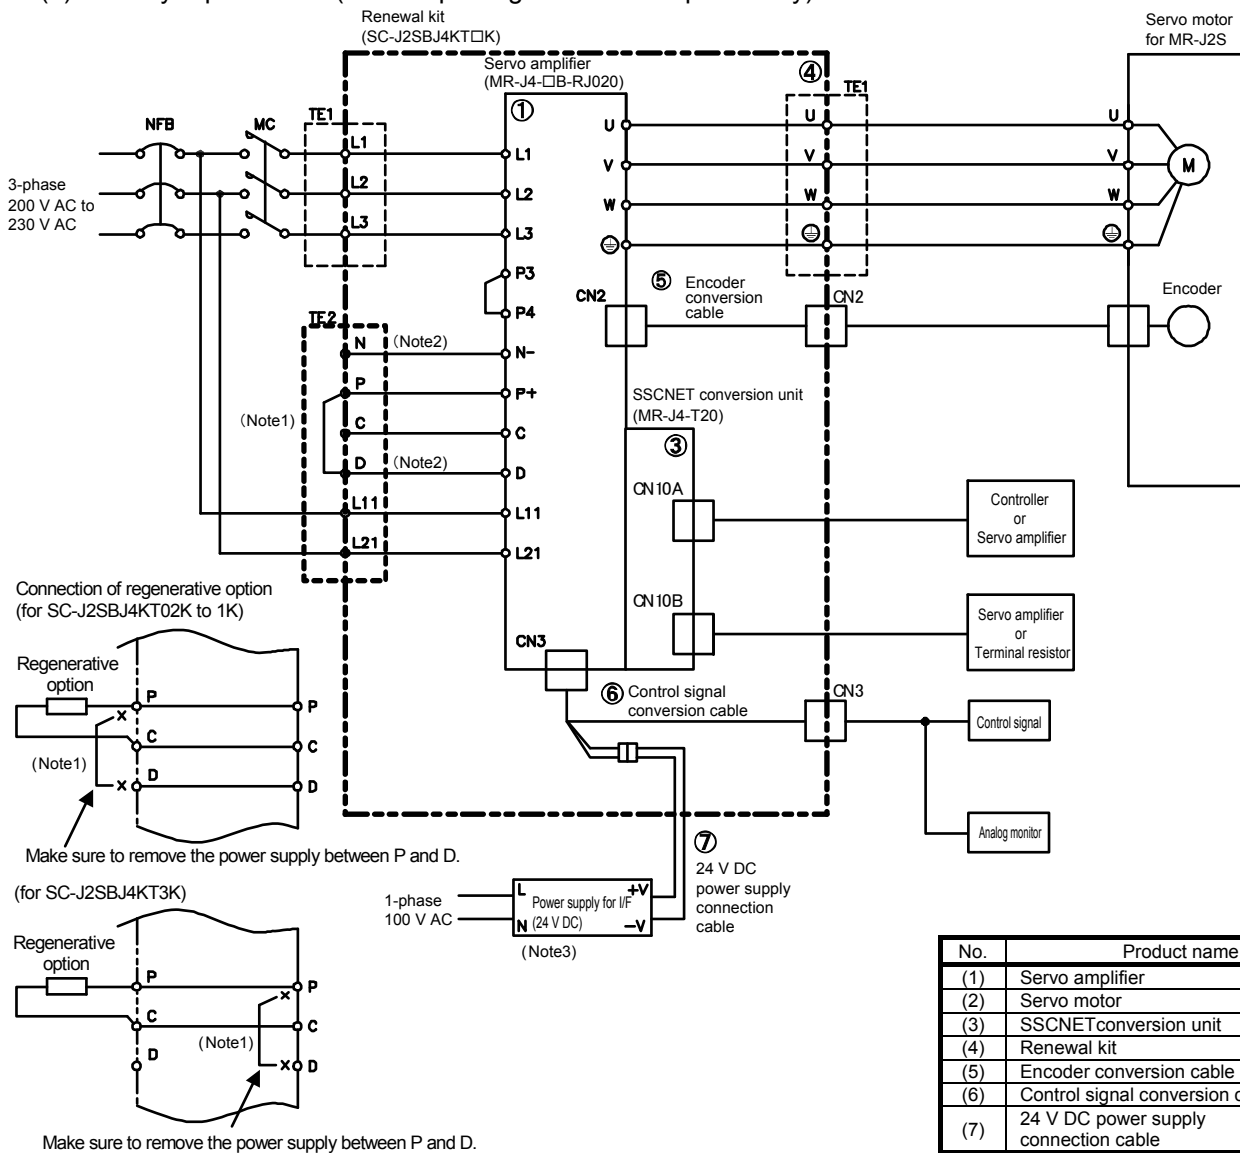 Renewal kit
(SC-J2SBJ4KT□K)
Servo motor
for MR-J2S
Servo amplifier
(MR-J4-□B-RJ020)
④
TE1
①
TE1
NFB
MC
3-phase
200 V AC to
230 V AC
L1
L2
L3
L1
L2
L3
P3
P4
N-
P+
C
D
L11
L21
U
V
W
U
V
W
U
V
W
M
TE2
N (Note2)
P
(Note1)
C
D (Note2)
L11
L21
CN2
⑤ Encoder
conversion
cable
CN2
Encoder
SSCNET conversion unit
(MR-J4-T20)
③
CN10A
Controller
or
Servo amplifier
CN10B
Servo amplifier
or
Terminal resistor
CN3
⑥ Control signal
conversion cable
CN3
Control signal
Analog monitor
⑦
24 V DC
power supply
connection
cable
1-phase
100 V AC
L
N
Power supply for I/F
(24 V DC)
+V
−V
(Note3)
Connection of regenerative option
(for SC-J2SBJ4KT02K to 1K)
Regenerative
option
P
C
D
P
C
D
(Note1)
Make sure to remove the power supply between P and D.
(for SC-J2SBJ4KT3K)
Regenerative
option
P
C
D
P
C
D
(Note1)
Make sure to remove the power supply between P and D.
No. Product name
(1) Servo amplifier
(2) Servo motor
(3) SSCNETconversion unit
(4) Renewal kit
(5) Encoder conversion cable
(6) Control signal conversion
(7) 24 V DC power supply
connection cable